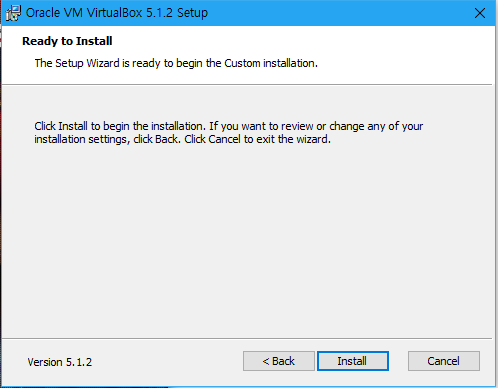 Oracle VM VirtualBox 5.1.2 Setup
Ready to Install
The Setup Wizard is ready to begin the Custom installation.
Click Install to begin the installation. If you want to review or change any of your
installation settings, click Back. Click Cancel to exit the wizard.
Version 5.1.2
< Back
Install
Cancel